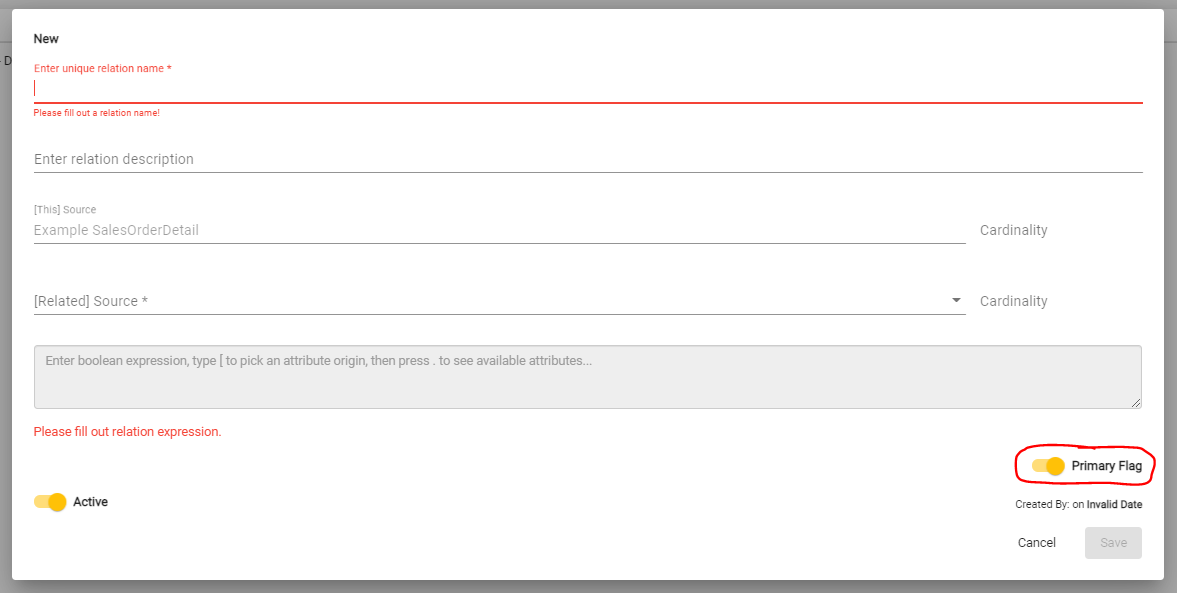 New
Enter unique relation name *
Please fill out a relation name!
Enter relation description
[This] Source
Example SalesOrderDetail
Cardinality
[Related] Source *
Cardinality
Enter boolean expression, type [ to pick an attribute origin, then press . to see available attributes...
Please fill out relation expression.
Primary Flag
Active
Created By: on Invalid Date
Cancel
Save
D